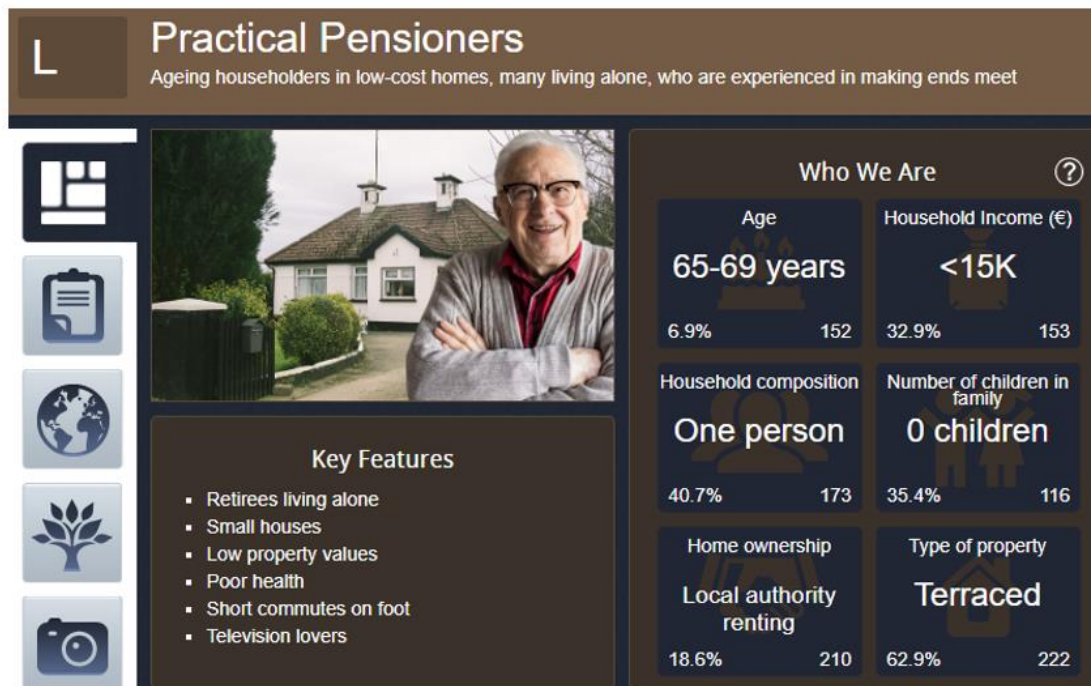 L
Practical Pensioners
Ageing householders in low-cost homes, many living alone, who are experienced in making ends meet
Key Features
▪ Retirees living alone
▪ Small houses
▪ Low property values
▪ Poor health
▪ Short commutes on foot
▪ Television lovers
Who We Are
?
Age
65-69 years
6.9% 152
Household Income (€)
<15K
32.9% 153
Household composition
One person
40.7% 173
Number of children in
family
0 children
35.4% 116
Home ownership
Local authority
renting
18.6% 210
Type of property
Terraced
62.9% 222